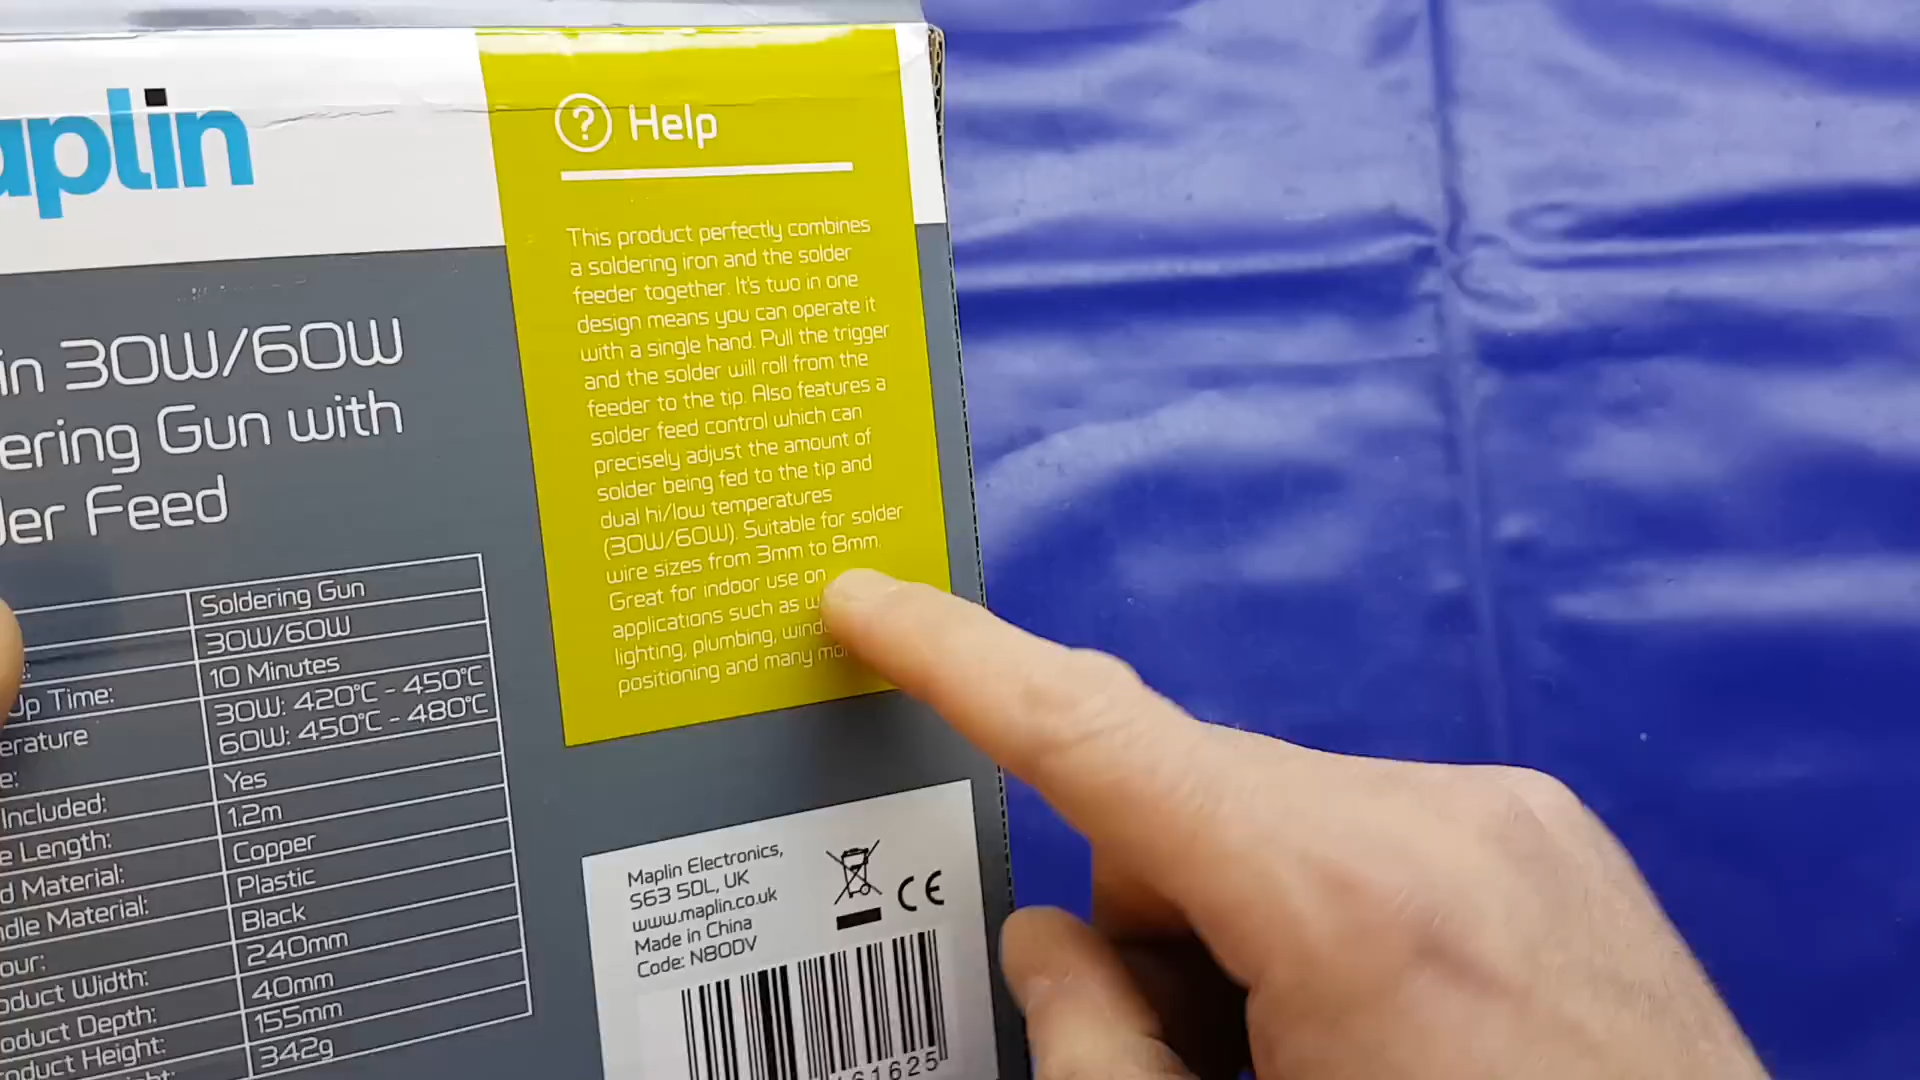 aplin
Help
This product perfectly combines
a soldering iron and the solder
feeder together. It's two in one
design means you can operate it
with a single hand. Pull the trigger
and the solder will roll from the
feeder to the tip. Also features a
solder feed control which can
precisely adjust the amount of
solder being fed to the tip and
dual hi/low temperatures
(30W/60W). Suitable for solder
wire sizes from 3mm to 8mm.
Great for indoor use on
applications such as
lighting, plumbing,
positioning and many
in 30W/60W
ering Gun with
der Feed
Soldering Gun
30W/60W
Up Time: 10 Minutes
erature 30W: 420°C - 450°C
60W: 450°C - 480°C
e: Yes
Included: 1.2m
e Length: Copper
d Material: Plastic
ndle Material: Black
our: 240mm
oduct Width: 40mm
oduct Depth: 155mm
oduct Height: 342g
Maplin Electronics,
S63 5DL, UK
www.maplin.co.uk
Made in China
Code: N80DV
CE
61625